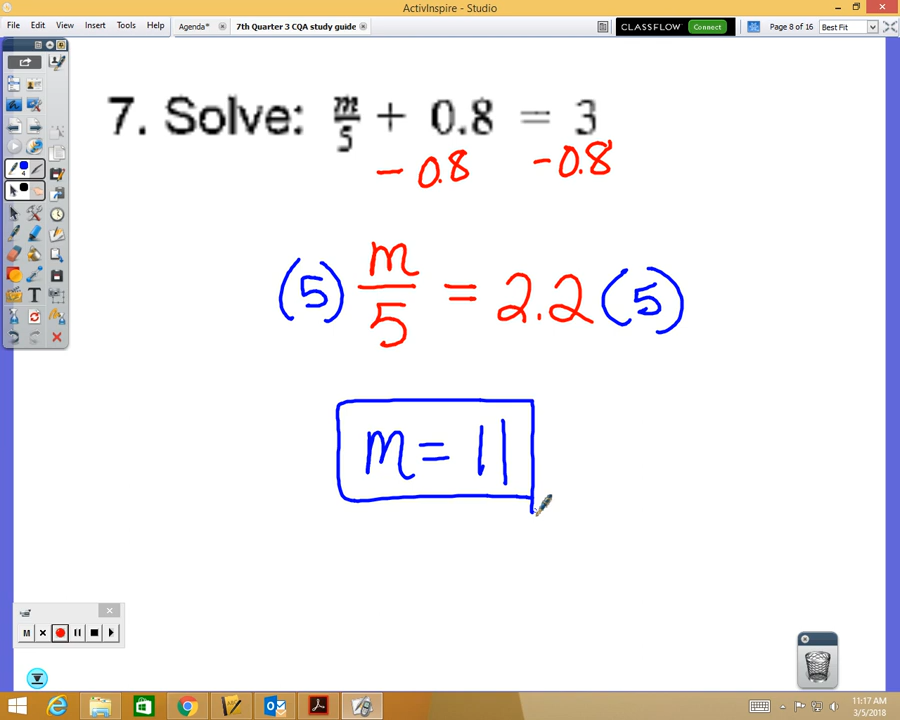 ActivInspire - Studio
File Edit View Insert Tools Help Agenda* 7th Quarter 3 CQA study guide CLASSFLOW Connect Page 8 of 16 Best Fit
7. Solve: m/5 + 0.8 = 3
- 0.8 -0.8
(5) m/5 = 2.2 (5)
m = 11
4
T
M
11:17 AM
3/5/2018